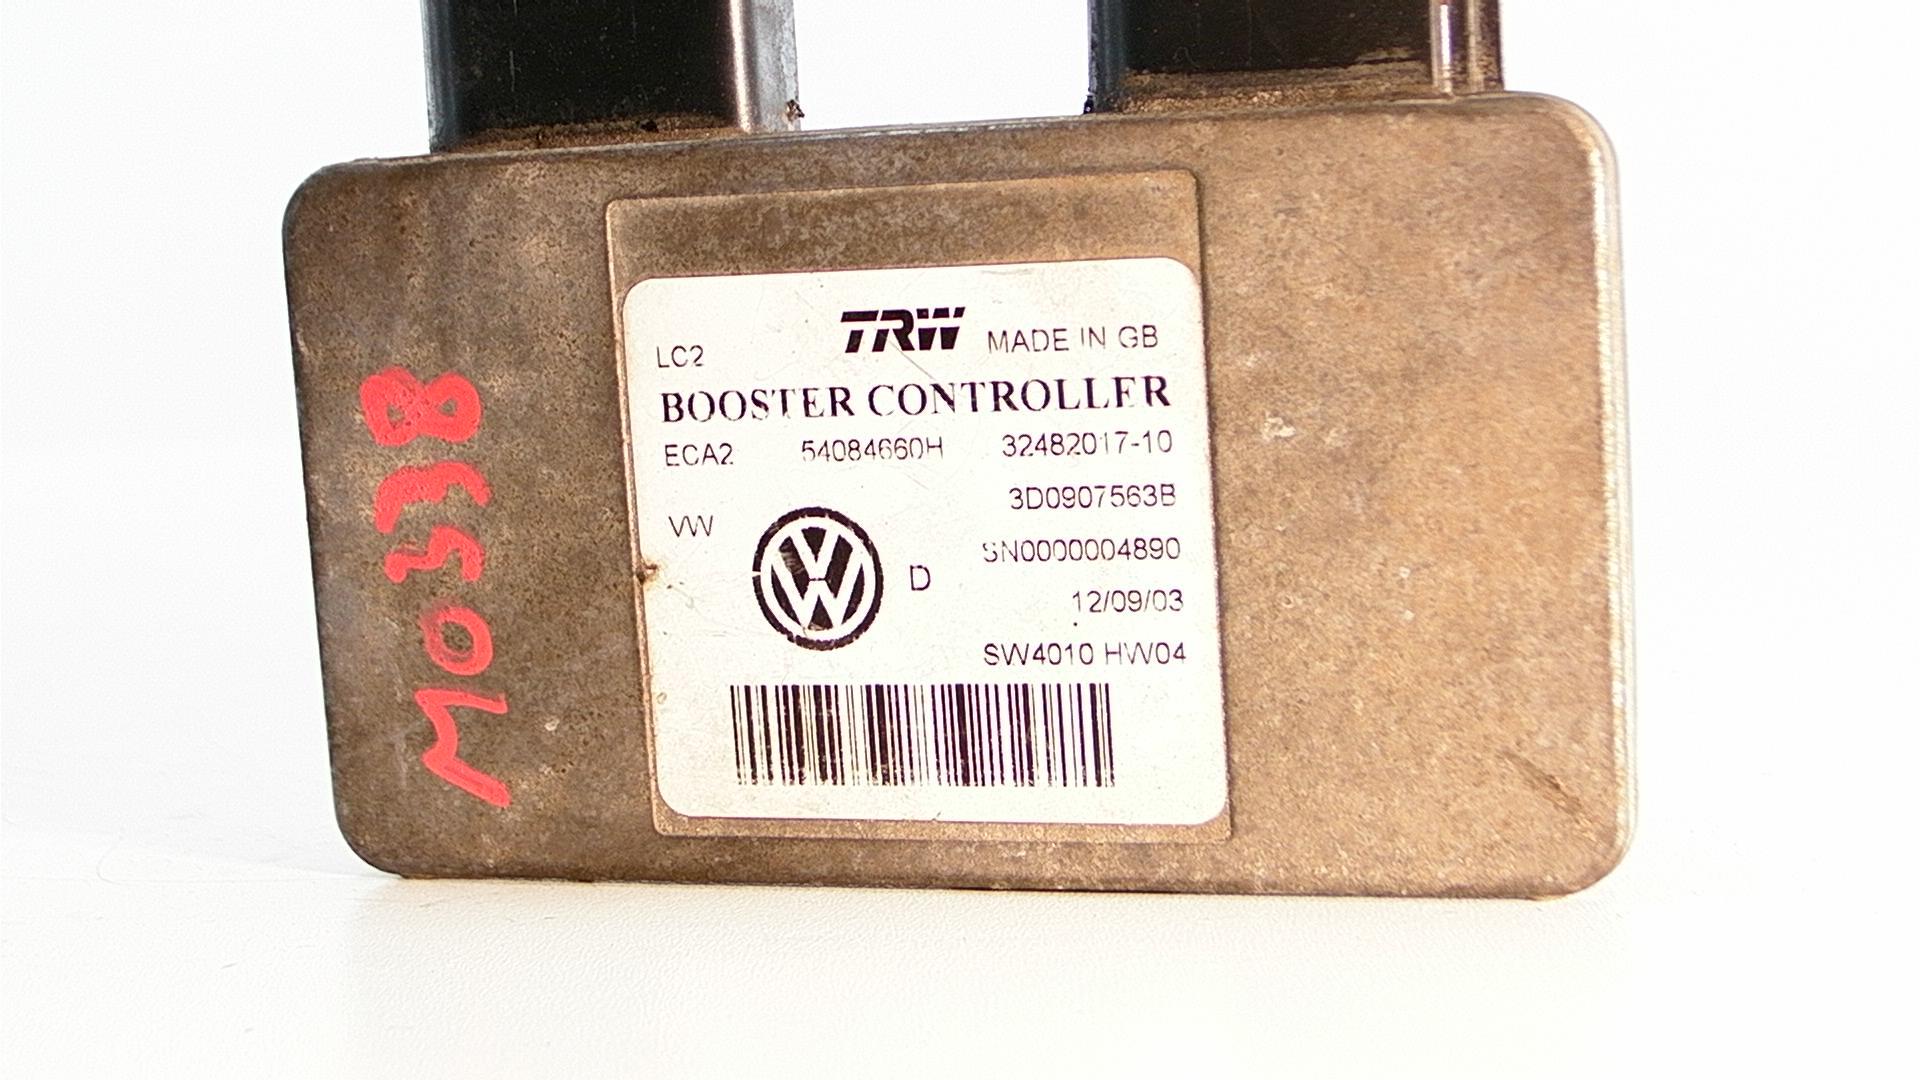 TRW
LC2 MADE IN GB
BOOSTER CONTROLLER
ECA2 54084660H 32482017-10
3D0907563B
VW
SN0000004890
D
12/09/03
SW4010 HW04
M0538